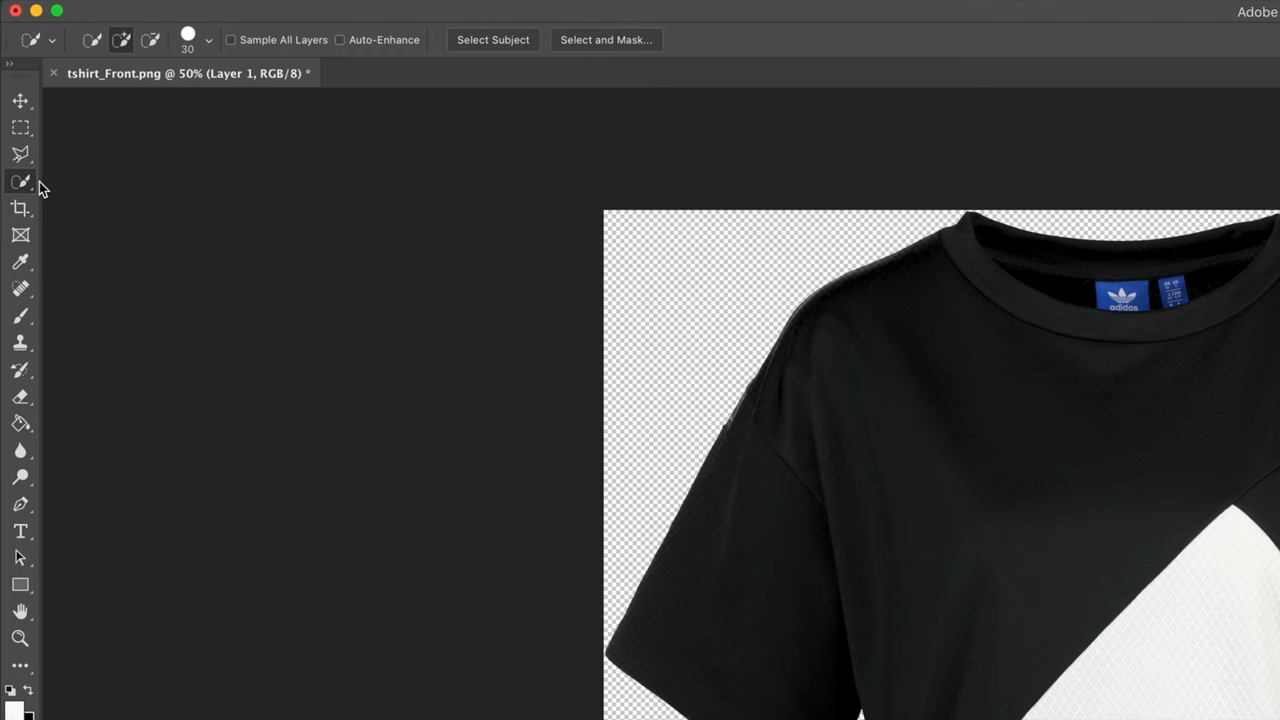 Adobe
30
Sample All Layers
Auto-Enhance
Select Subject
Select and Mask...
tshirt_Front.png @ 50% (Layer 1, RGB/8) *
adidas